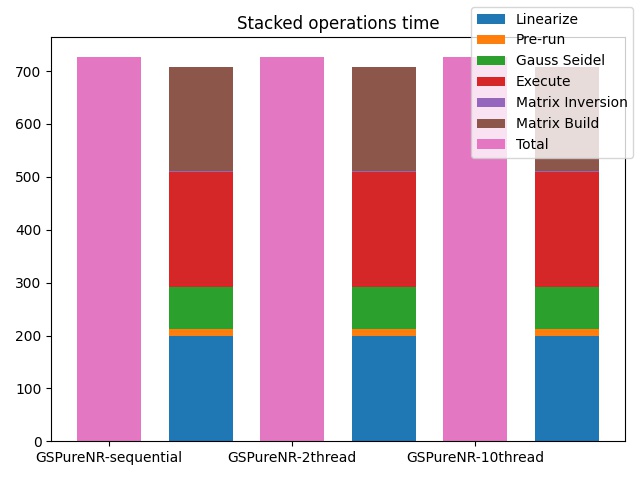 Stacked operations time
Linearize
Pre-run
Gauss Seidel
Execute
Matrix Inversion
Matrix Build
Total
700
600
500
400
300
200
100
0
GSPureNR-sequential
GSPureNR-2thread
GSPureNR-10thread